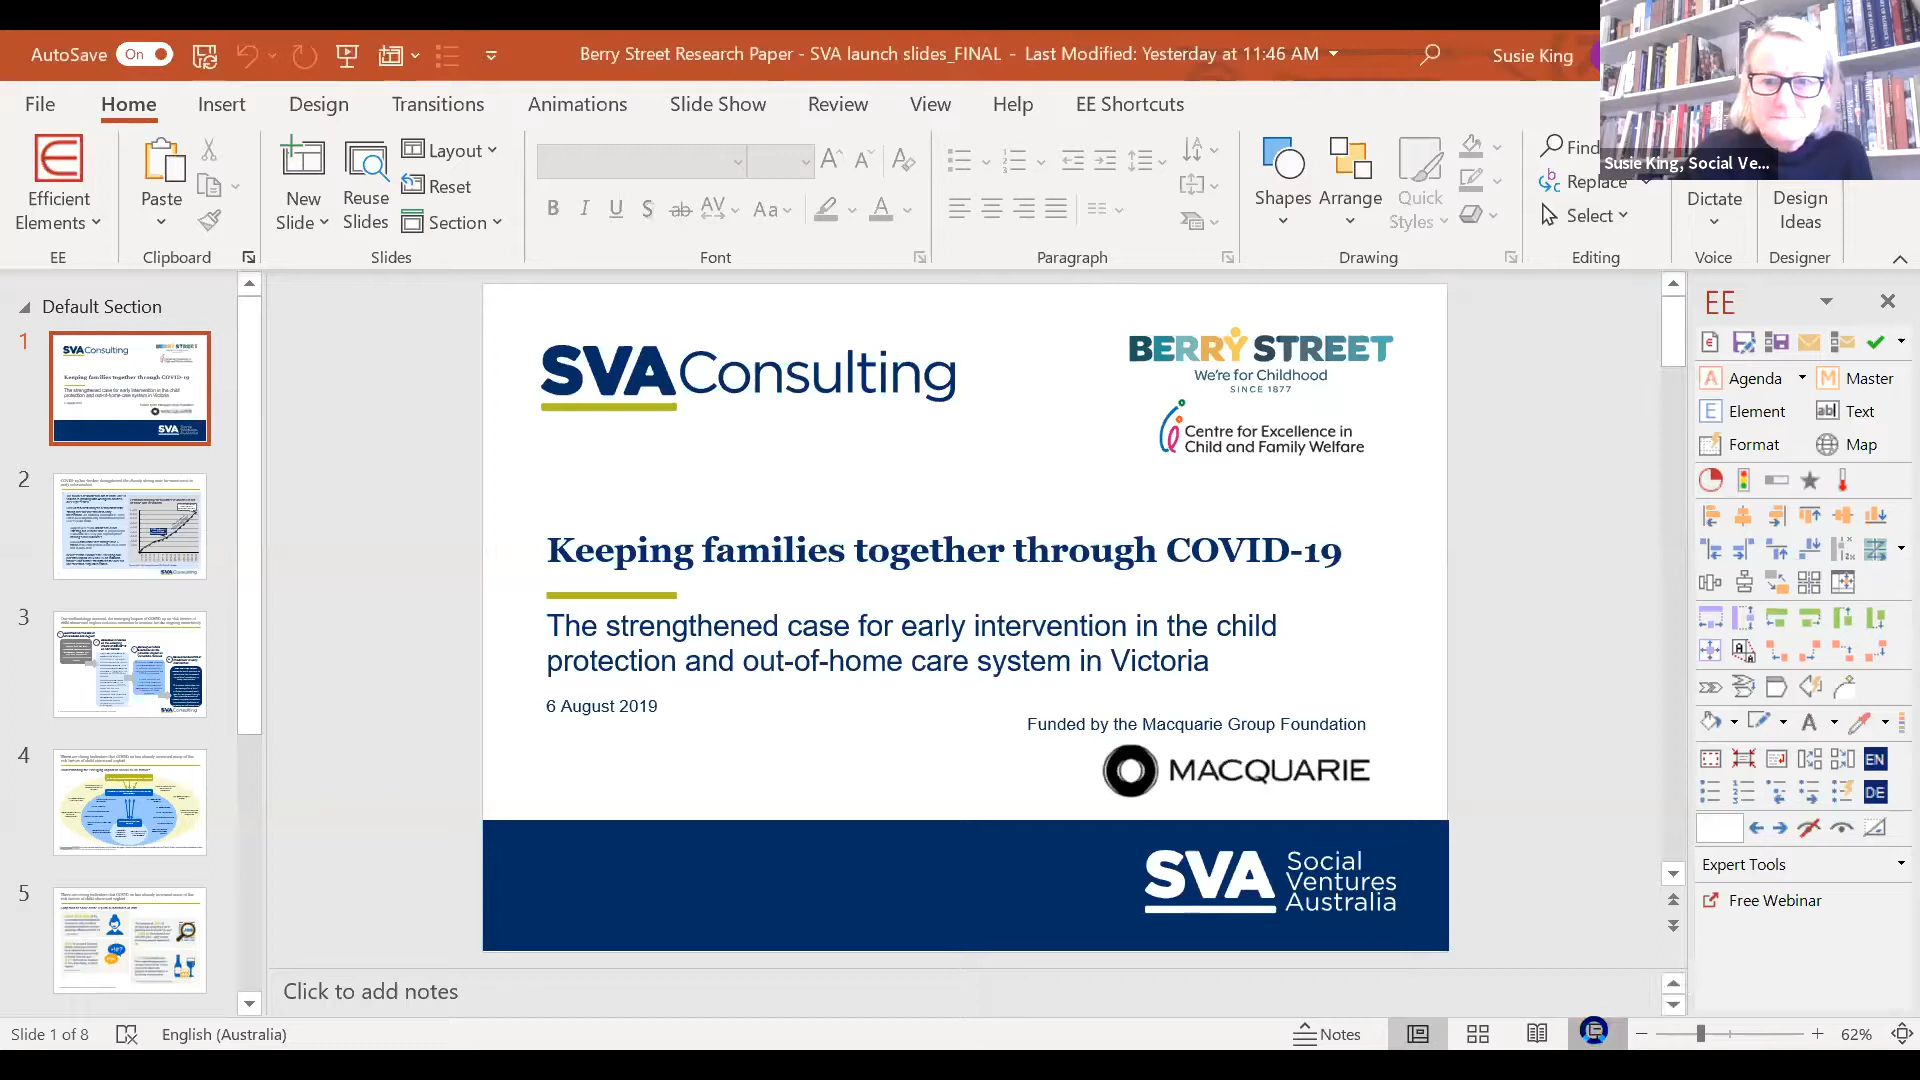 AutoSave On
Berry Street Research Paper - SVA launch slides_FINAL - Last Modified: Yesterday at 11:46 AM
Susie King
File Home Insert Design Transitions Animations Slide Show Review View Help EE Shortcuts
Efficient
Elements
EE
Paste
Clipboard
New
Slide
Reuse
Slides
Layout
Reset
Section
Slides
Font
Paragraph
Shapes
Arrange
Quick
Styles
Drawing
Find
Replace
Select
Editing
Dictate
Voice
Design
Ideas
Designer
Susie King, Social Ve...
Default Section
1
2
3
4
5
SVA Consulting
BERRY STREET
We're for Childhood
SINCE 1877
Centre for Excellence in
Child and Family Welfare
Keeping families together through COVID-19
The strengthened case for early intervention in the child
protection and out-of-home care system in Victoria
6 August 2019
Funded by the Macquarie Group Foundation
MACQUARIE
SVA Social
Ventures
Australia
Click to add notes
EE
Agenda
Master
Element
Text
Format
Map
EN
DE
Expert Tools
Free Webinar
Slide 1 of 8
English (Australia)
Notes
62%